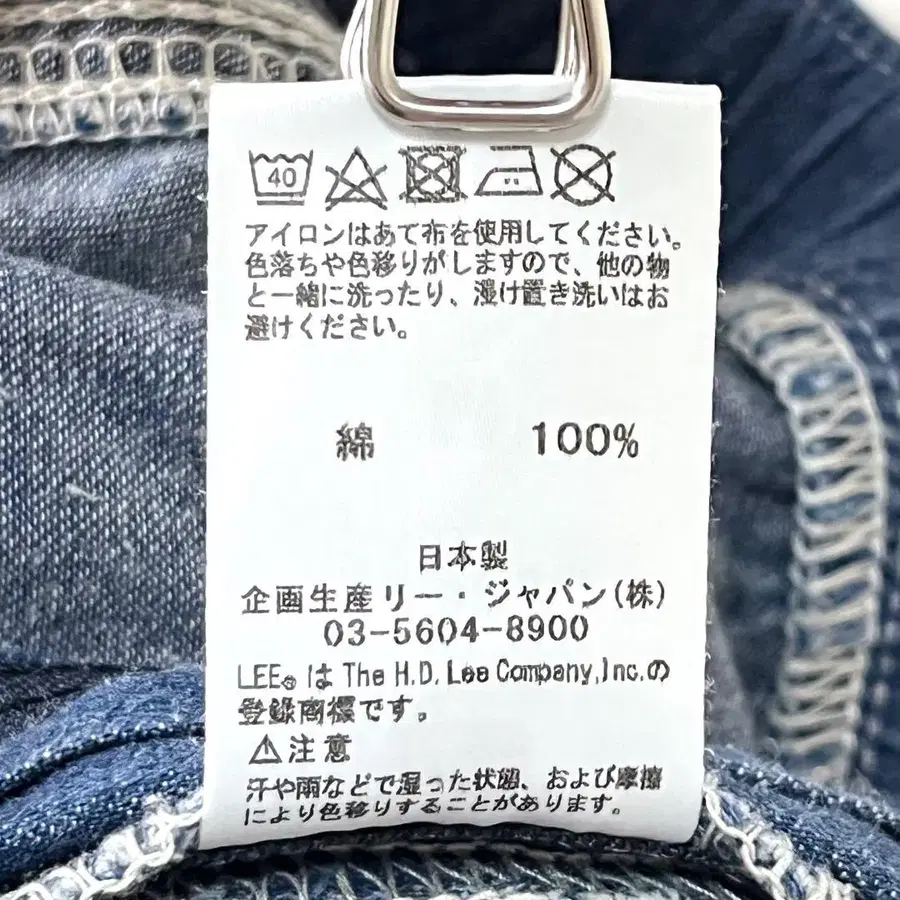 40
アイロンはあて布を使用してください。
色落ちや色移りがしますので、他の物
と一緒に洗ったり、湿け置き洗いはお
避けください。
綿 100%
日本製
企画生産リー・ジャパン(株)
03-5604-8900
LEE®は The H.D. Lee Company,Inc.の
登録商標です。
⚠注意
汗や雨などで湿った状態、および摩擦
により色移りすることがあります。